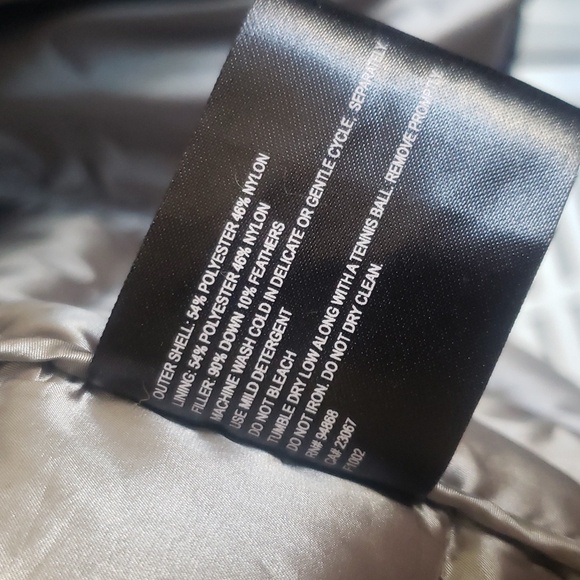 OUTER SHELL: 54% POLYESTER 46% NYLON
LINING: 54% POLYESTER 46% NYLON
FILLER: 90% DOWN 10% FEATHERS
MACHINE WASH COLD IN DELICATE OR GENTLE CYCLE . SEPARATELY
USE MILD DETERGENT
DO NOT BLEACH
TUMBLE DRY LOW ALONG WITH A TENNIS BALL. REMOVE PROMPTLY
DO NOT IRON. DO NOT DRY CLEAN.
RN# 94868
CA# 23067
F1002